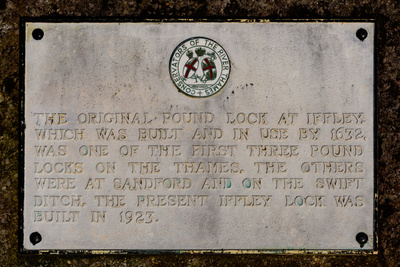 CONSERVATORS OF THE RIVER THAMES
THE ORIGINAL POUND LOCK AT IFFLEY
WHICH WAS BUILT AND IN USE BY 1632,
WAS ONE OF THE FIRST THREE POUND
LOCKS ON THE THAMES, THE OTHERS
WERE AT SANDFORD AND ON THE SWIFT
DITCH, THE PRESENT IFFLEY LOCK WAS
BUILT IN 1923.